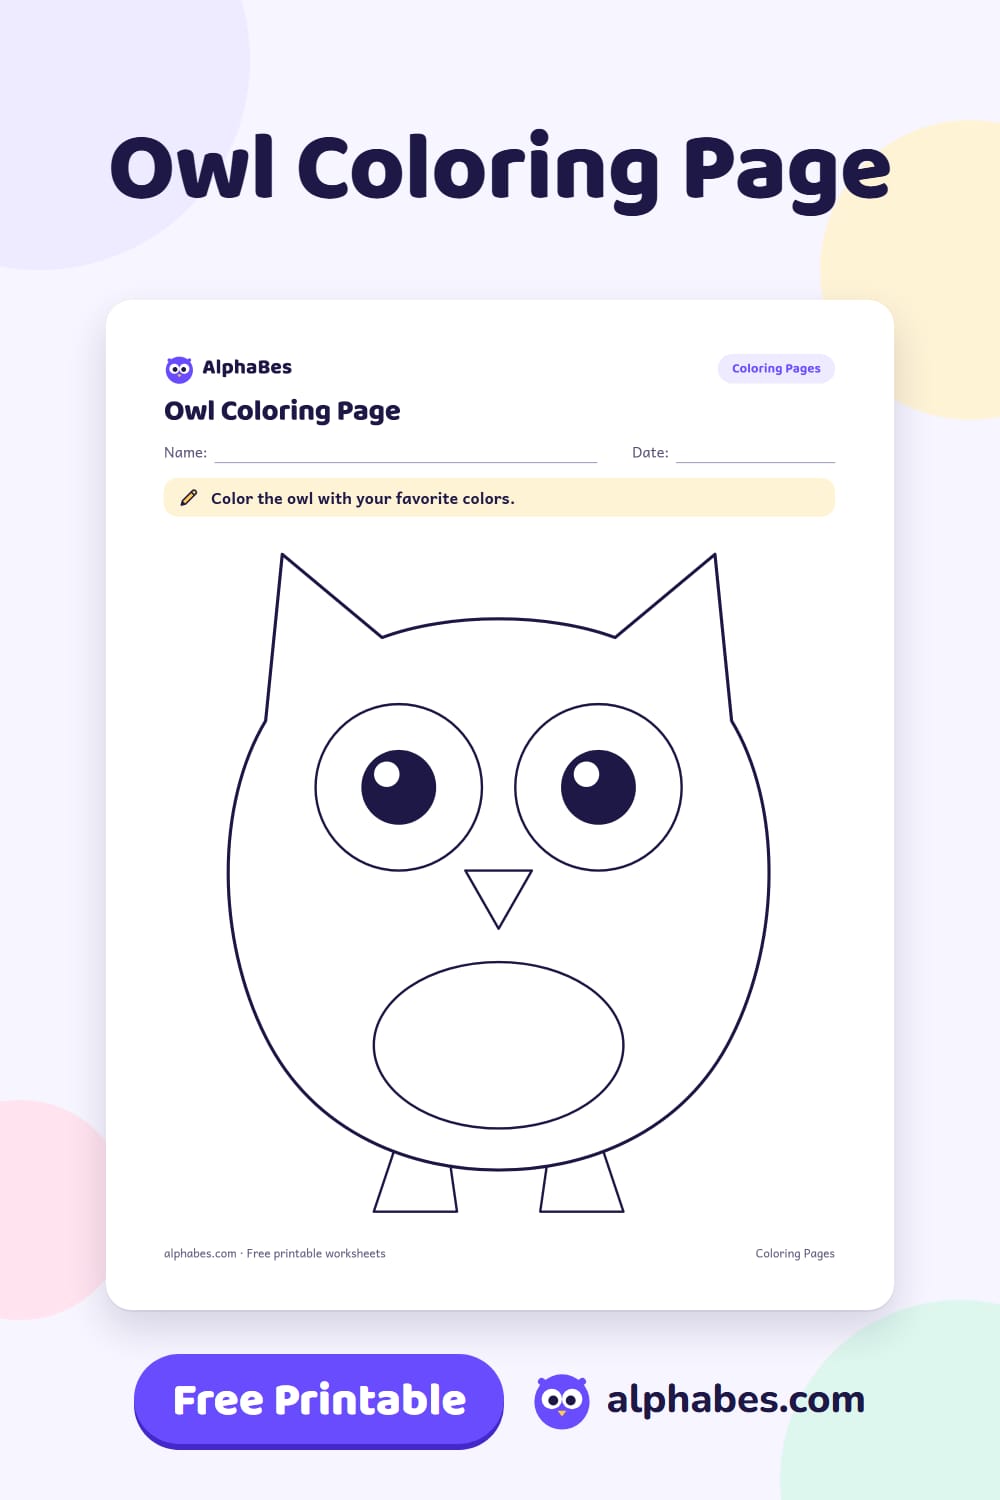 Owl Coloring Page
AlphaBes
Coloring Pages
Owl Coloring Page
Name:
Date:
Color the owl with your favorite colors.
alphabes.com · Free printable worksheets
Coloring Pages
Free Printable
alphabes.com